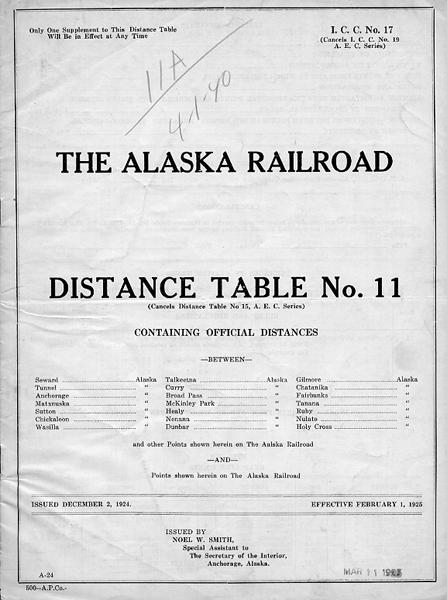 Only One Supplement to This Distance Table
Will Be in Effect at Any Time
I. C. C. No. 17
(Cancels I. C. C. No. 19
A. E. C. Series)
11A
4-1-40
THE ALASKA RAILROAD
DISTANCE TABLE No. 11
(Cancels Distance Table No 15, A. E. C. Series)
CONTAINING OFFICIAL DISTANCES
—BETWEEN—
Seward ........ Alaska Talkeetna ........ Alaska Gilmore ........ Alaska
Tunnel ........ " Curry ........ " Chatanika ........ "
Anchorage ........ " Broad Pass ........ " Fairbanks ........ "
Matanuska ........ " McKinley Park ........ " Tanana ........ "
Sutton ........ " Healy ........ " Ruby ........ "
Chickaloon ........ " Nenana ........ " Nulato ........ "
Wasilla ........ " Dunbar ........ " Holy Cross ........ "
and other Points shown herein on The Aalska Railroad
—AND—
Points shown herein on The Alaska Railroad
ISSUED DECEMBER 2, 1924. EFFECTIVE FEBRUARY 1, 1925
ISSUED BY
NOEL W. SMITH,
Special Assistant to
The Secretary of the Interior,
Anchorage, Alaska.
A-24
MAR 11 1925
500--A.P.Co.-